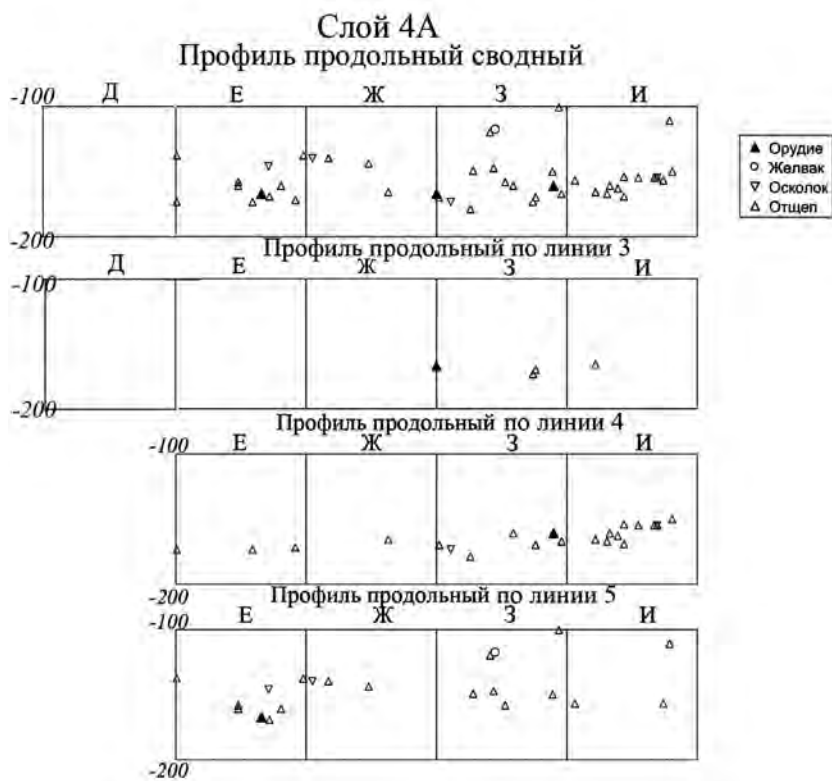 Слой 4А
Профиль продольный сводный
-100 Д Е Ж З И
Орудие
Желвак
Осколок
Отщеп
-200
Профиль продольный по линии 3
-100 Д Е Ж З И
-200
Профиль продольный по линии 4
-100 Е Ж З И
-200
Профиль продольный по линии 5
-100 Е Ж З И
-200